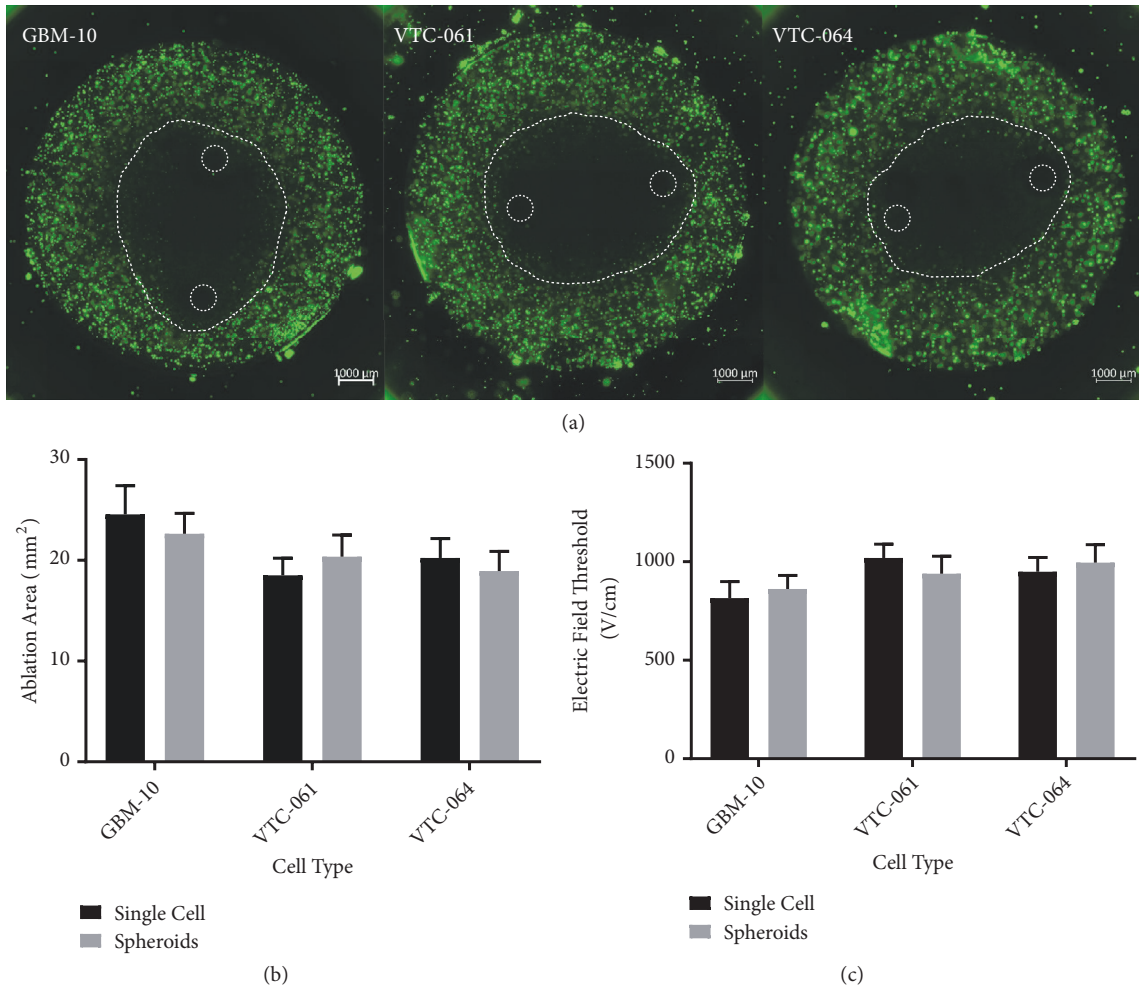 GBM-10
VTC-061
VTC-064
1000 µm
1000 µm
1000 µm
(a)
30
20
10
0
Ablation Area ( mm²)
GBM-10
VTC-061
VTC-064
Cell Type
Single Cell
Spheroids
(b)
1500
1000
500
0
Electric Field Threshold
(V/cm)
GBM-10
VTC-061
VTC-064
Cell Type
Single Cell
Spheroids
(c)